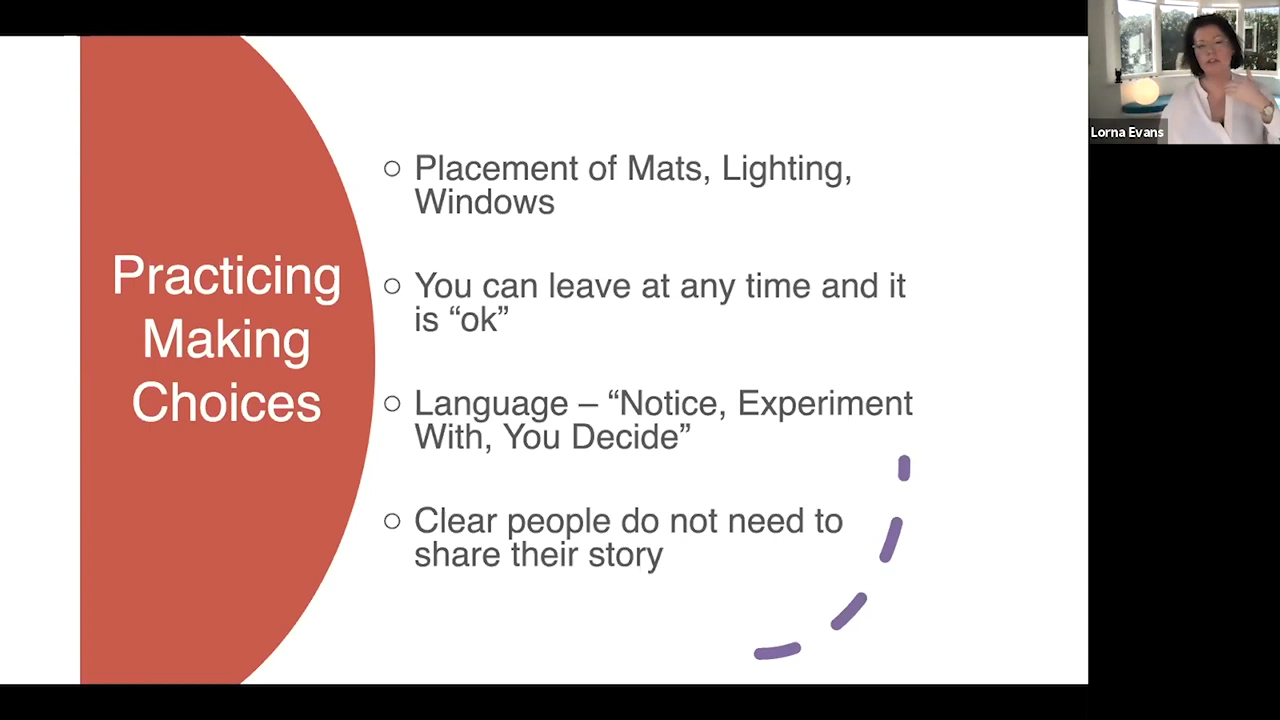 Practicing
Making
Choices
○ Placement of Mats, Lighting,
Windows
○ You can leave at any time and it
is “ok”
○ Language – “Notice, Experiment
With, You Decide”
○ Clear people do not need to
share their story
Lorna Evans